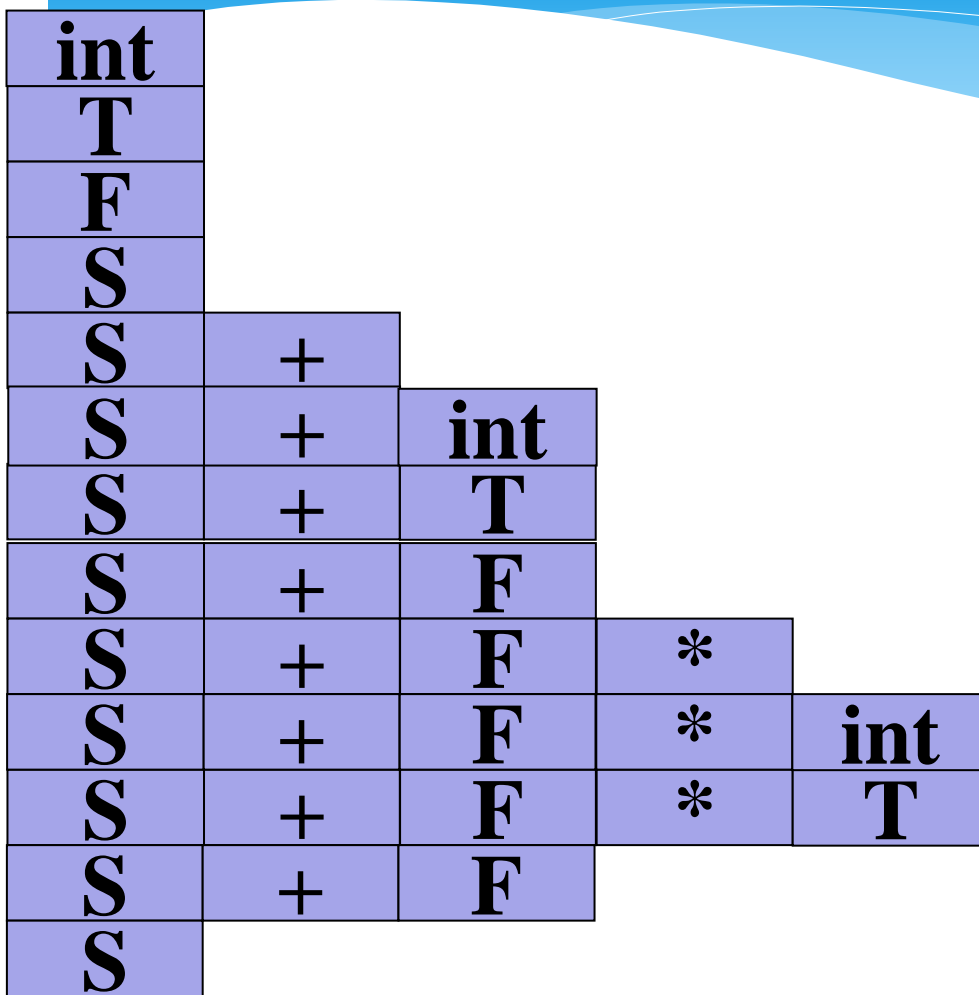 int
T
F
S
S +
S + int
S + T
S + F
S + F *
S + F * int
S + F * T
S + F
S